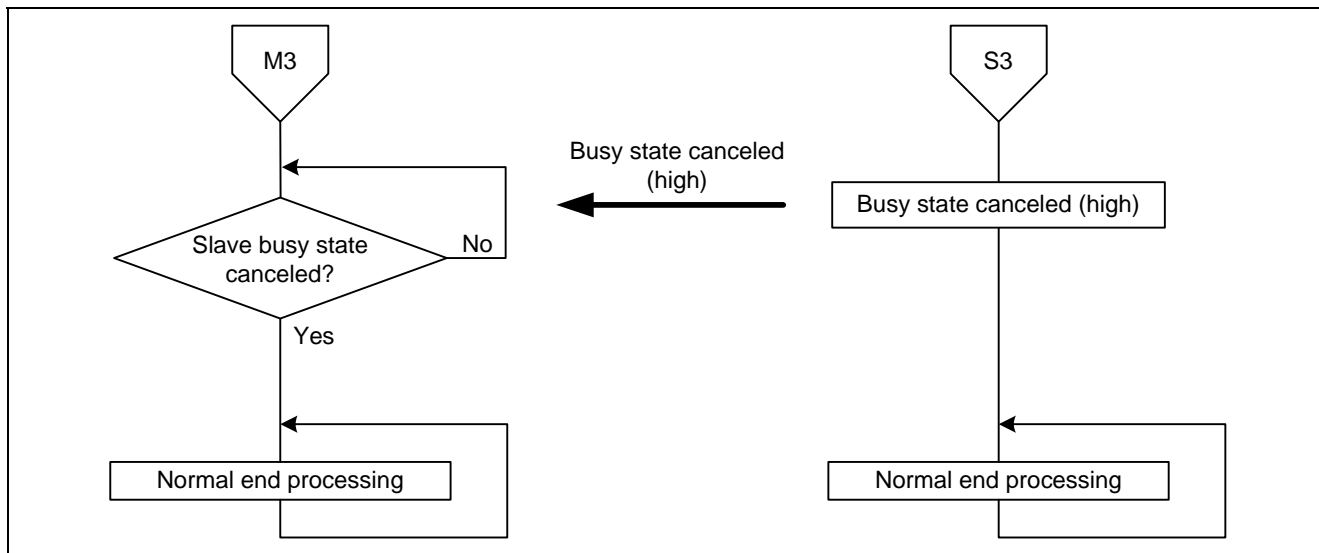 M3
S3
Busy state canceled
(high)
Busy state canceled (high)
Slave busy state
canceled?
No
Yes
Normal end processing
Normal end processing